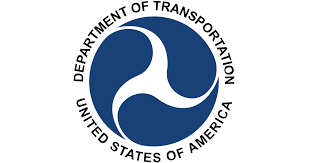 DEPARTMENT OF TRANSPORTATION
UNITED STATES OF AMERICA